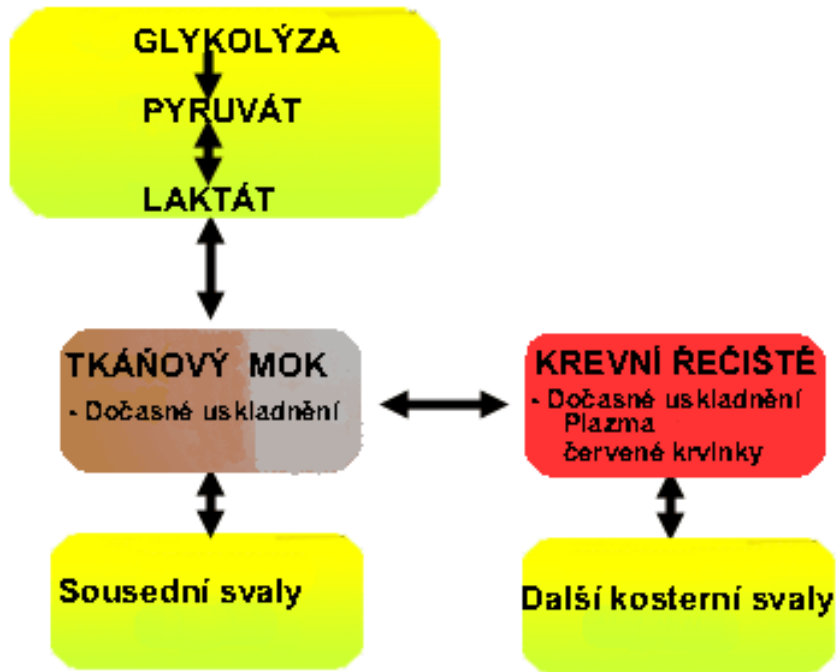 GLYKOLÝZA
PYRUVÁT
LAKTÁT
TKÁŇOVÝ MOK
- Dočasné uskladnění
KREVNÍ ŘEČIŠTĚ
- Dočasné uskladnění
Plazma
červené krvinky
Sousední svaly
Další kosterní svaly